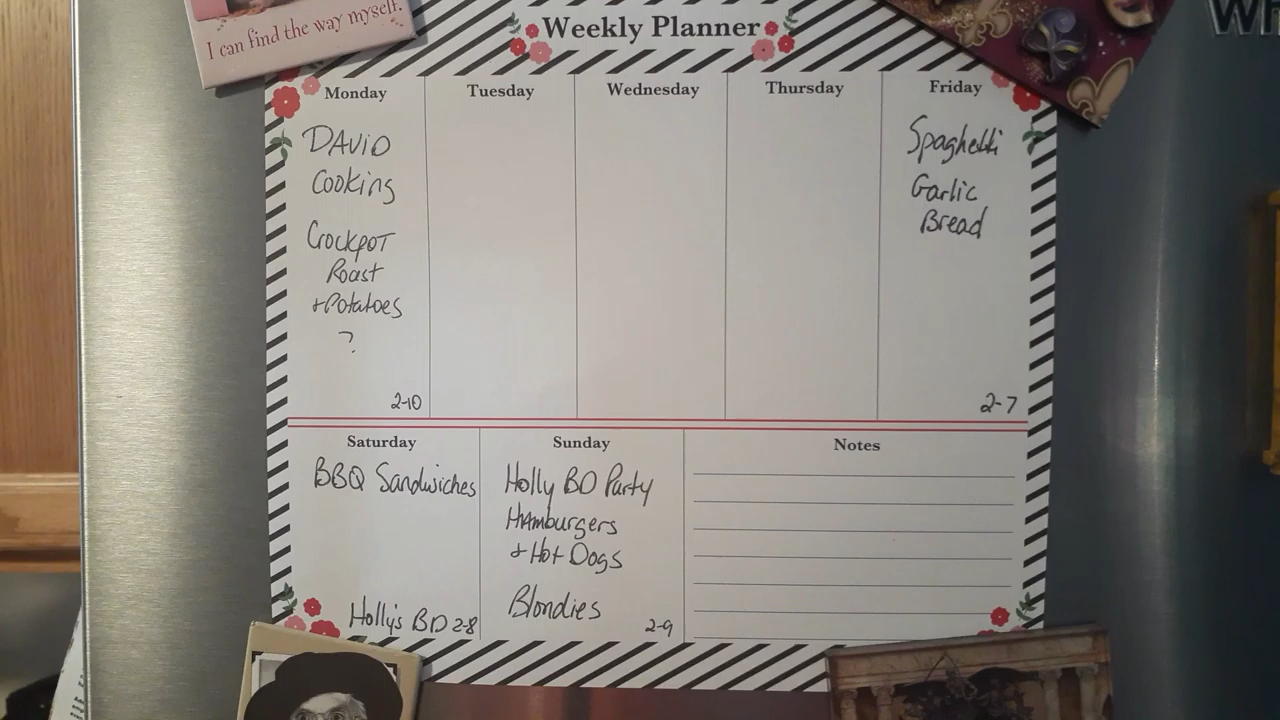 I can find the way myself.
Wh
Weekly Planner
Monday
DAVID
Cooking
Crockpot
Roast
+Potatoes
?
2-10
Tuesday
Wednesday
Thursday
Friday
Spaghetti
Garlic
Bread
2-7
Saturday
BBQ Sandwiches
Holly's BD 2-8
Sunday
Holly BD Party
Hamburgers
+ Hot Dogs
Blondies
2-9
Notes